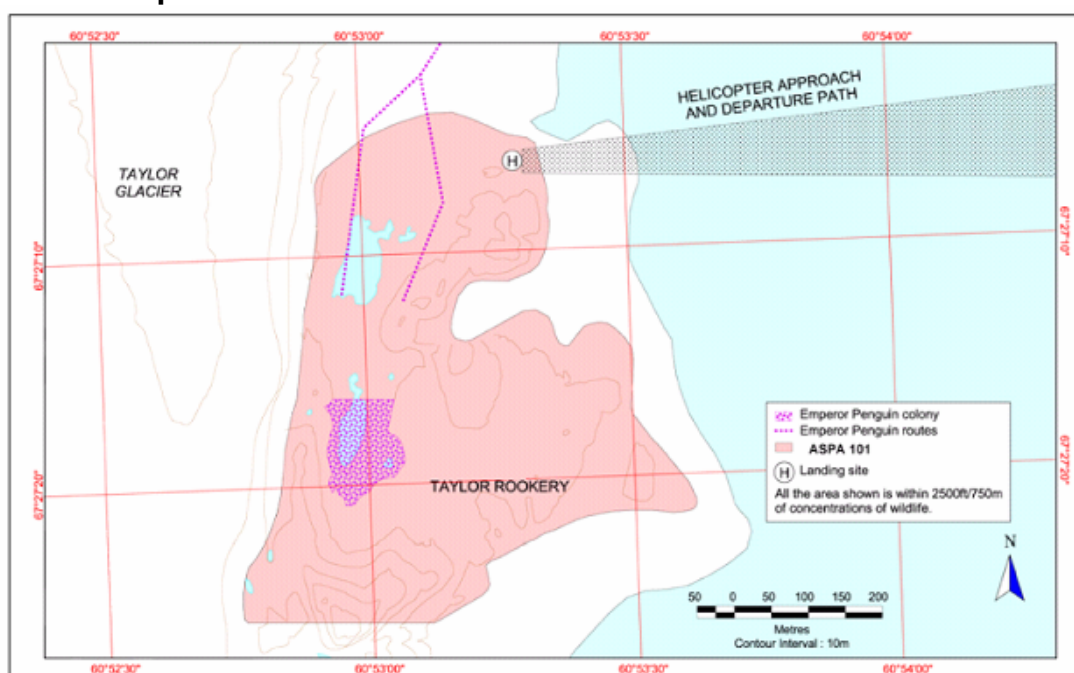 60°52'30"
60°53'00"
60°53'30"
60°54'00"
HELICOPTER APPROACH
AND DEPARTURE PATH
TAYLOR
GLACIER
H
67°27'10"
67°27'10"
Emperor Penguin colony
Emperor Penguin routes
ASPA 101
H Landing site
All the area shown is within 2500ft/750m
of concentrations of wildlife.
TAYLOR ROOKERY
67°27'20"
67°27'20"
N
50 0 50 100 150 200
Metres
Contour Interval : 10m
60°52'30"
60°53'00"
60°53'30"
60°54'00"